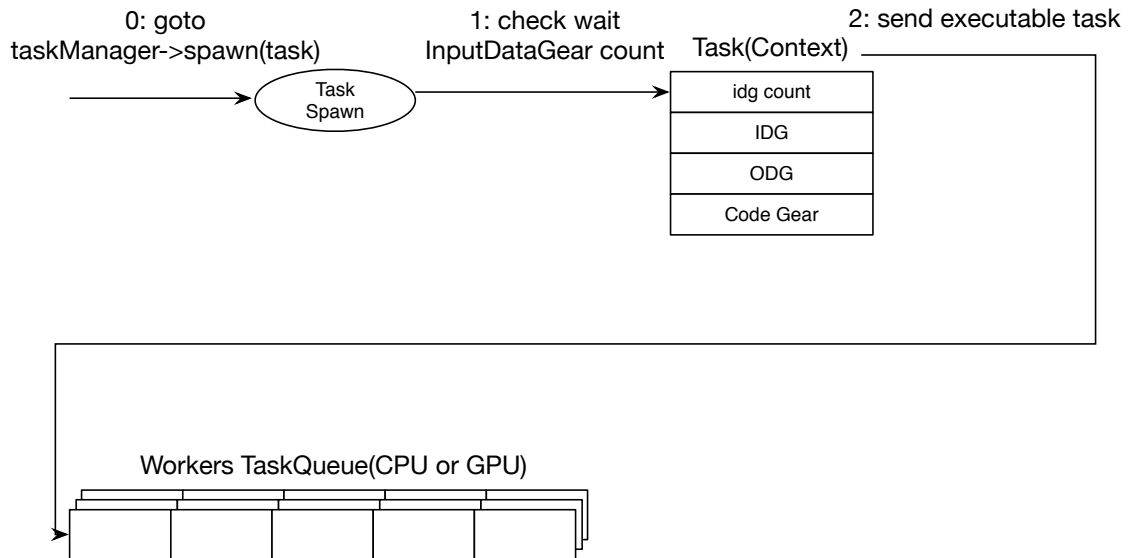 0: goto
taskManager->spawn(task)
1: check wait
InputDataGear count
2: send executable task
Task(Context)
Task
Spawn
idg count
IDG
ODG
Code Gear
Workers TaskQueue(CPU or GPU)